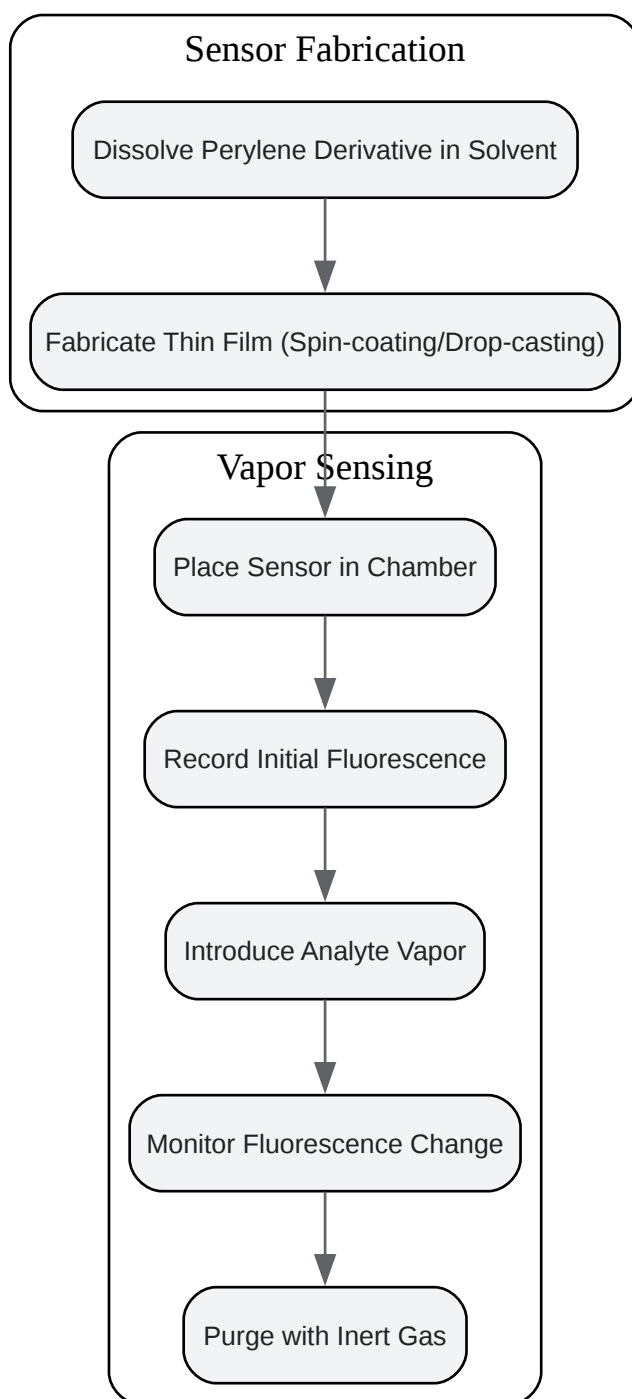 Sensor Fabrication
Dissolve Perylene Derivative in Solvent
Fabricate Thin Film (Spin-coating/Drop-casting)
Vapor Sensing
Place Sensor in Chamber
Record Initial Fluorescence
Introduce Analyte Vapor
Monitor Fluorescence Change
Purge with Inert Gas